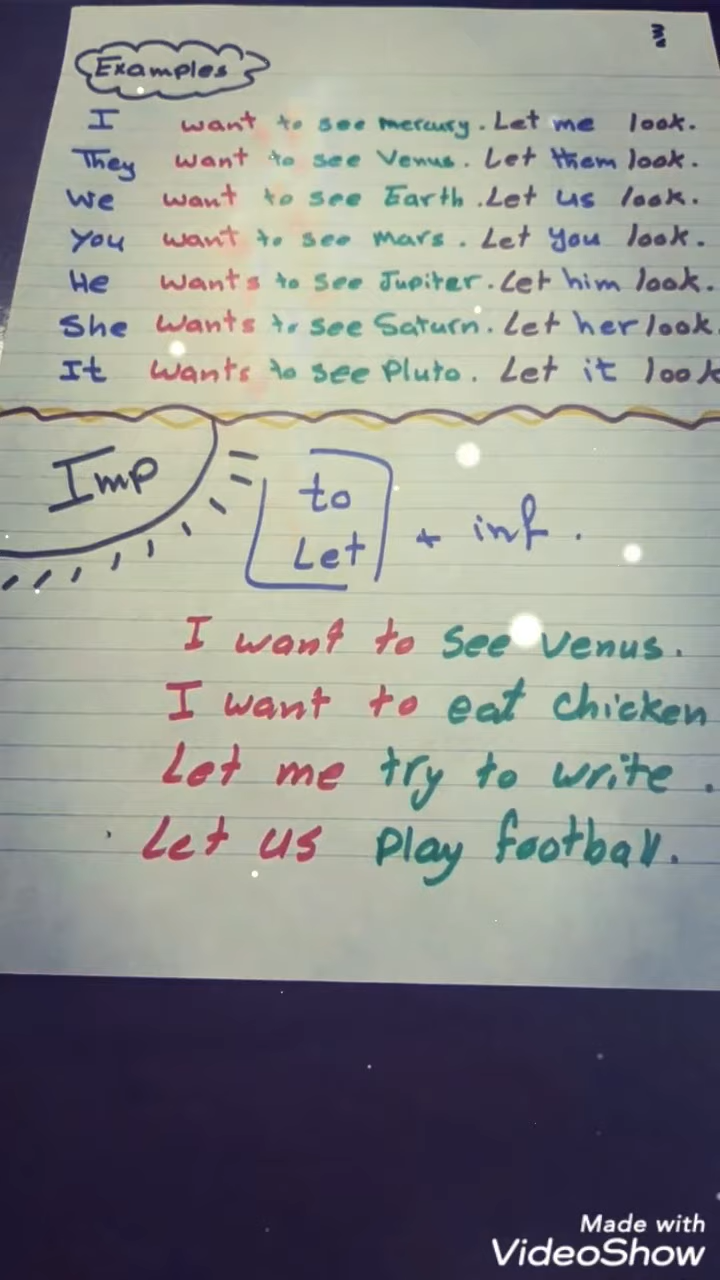 3
Examples
I want to see mercury. Let me look.
They want to see Venus. Let them look.
We want to see Earth. Let us look.
You want to see mars. Let you look.
He wants to see Jupiter. Let him look.
She wants to see Saturn. Let her look
It wants to see Pluto. Let it look
Imp
to
Let
+ inf.
I want to see venus.
I want to eat chicken
Let me try to write.
Let us play football.
Made with
VideoShow